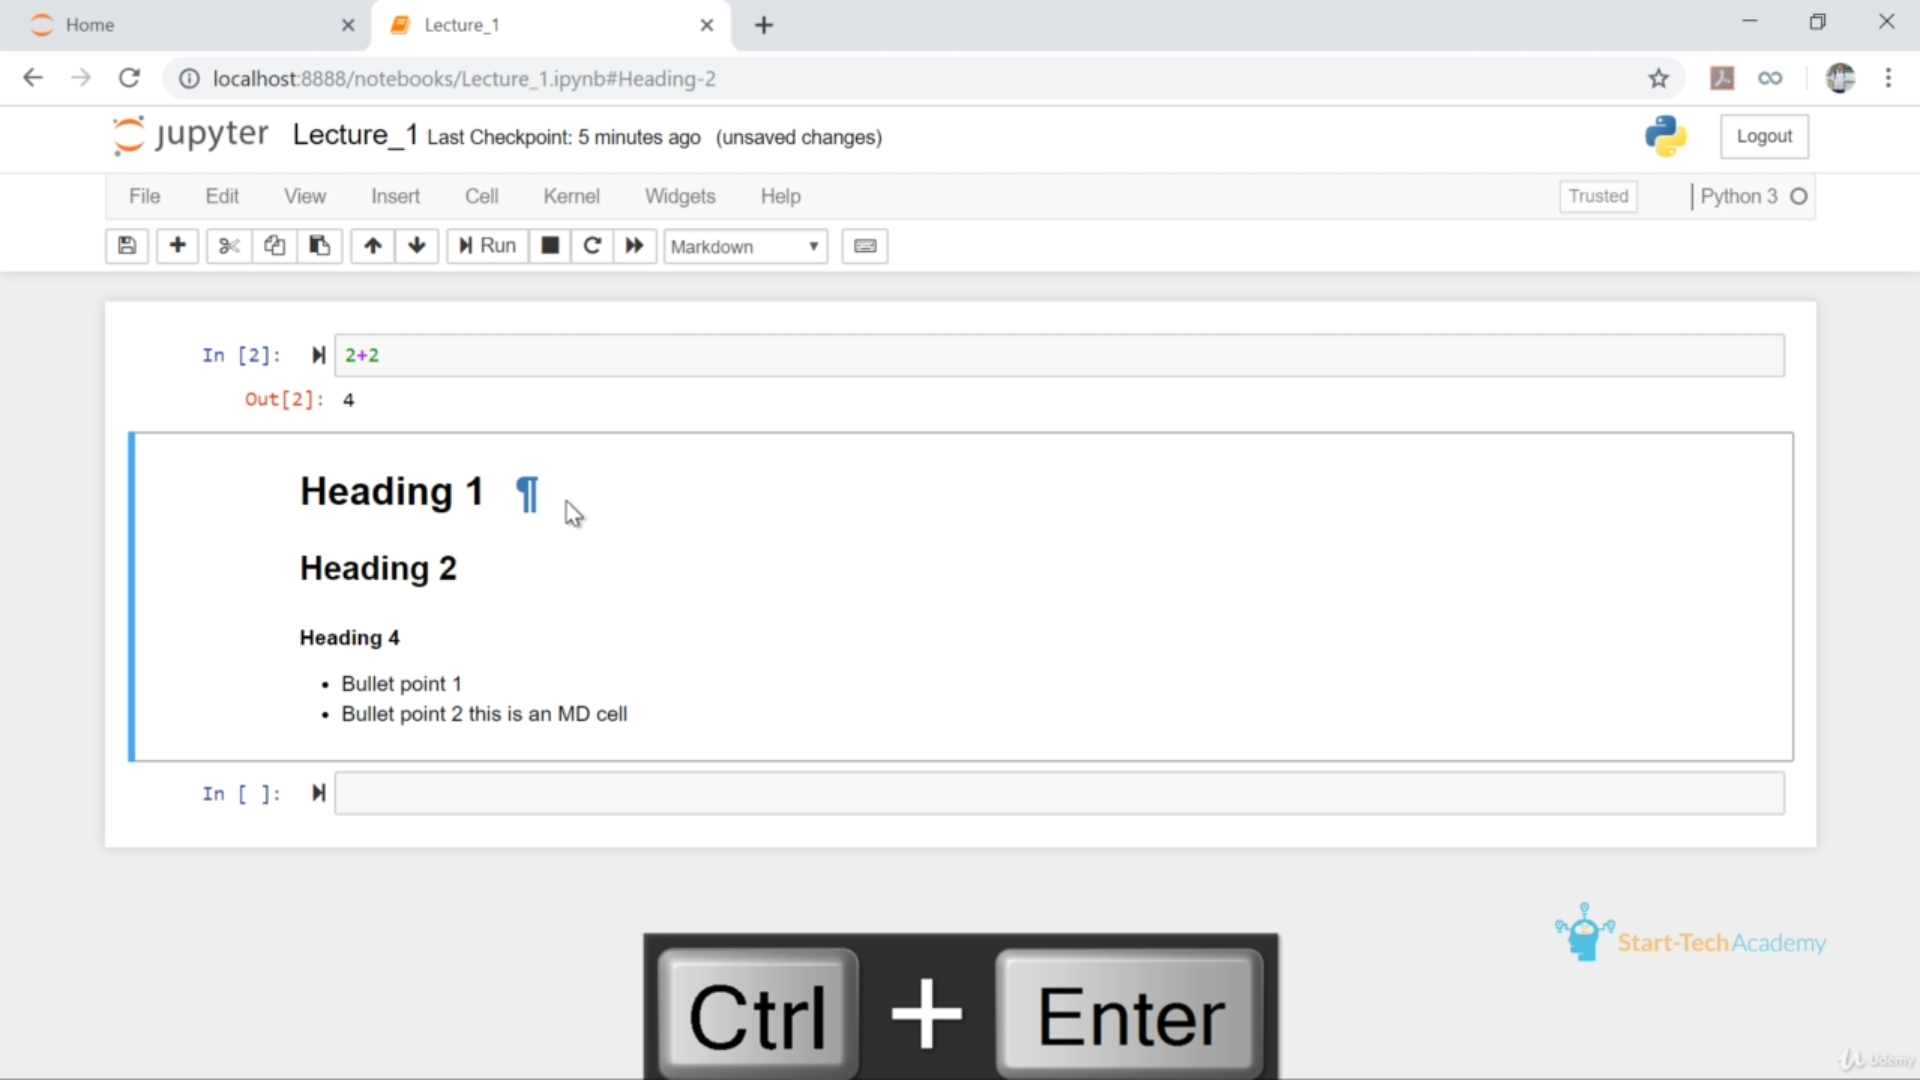 Home
Lecture_1
localhost:8888/notebooks/Lecture_1.ipynb#Heading-2
jupyter Lecture_1 Last Checkpoint: 5 minutes ago (unsaved changes)
Logout
File Edit View Insert Cell Kernel Widgets Help
Trusted Python 3
Run Markdown
In [2]: 2+2
Out[2]: 4
Heading 1 ¶
Heading 2
Heading 4
• Bullet point 1
• Bullet point 2 this is an MD cell
In [ ]:
Start-TechAcademy
Ctrl + Enter
Udemy